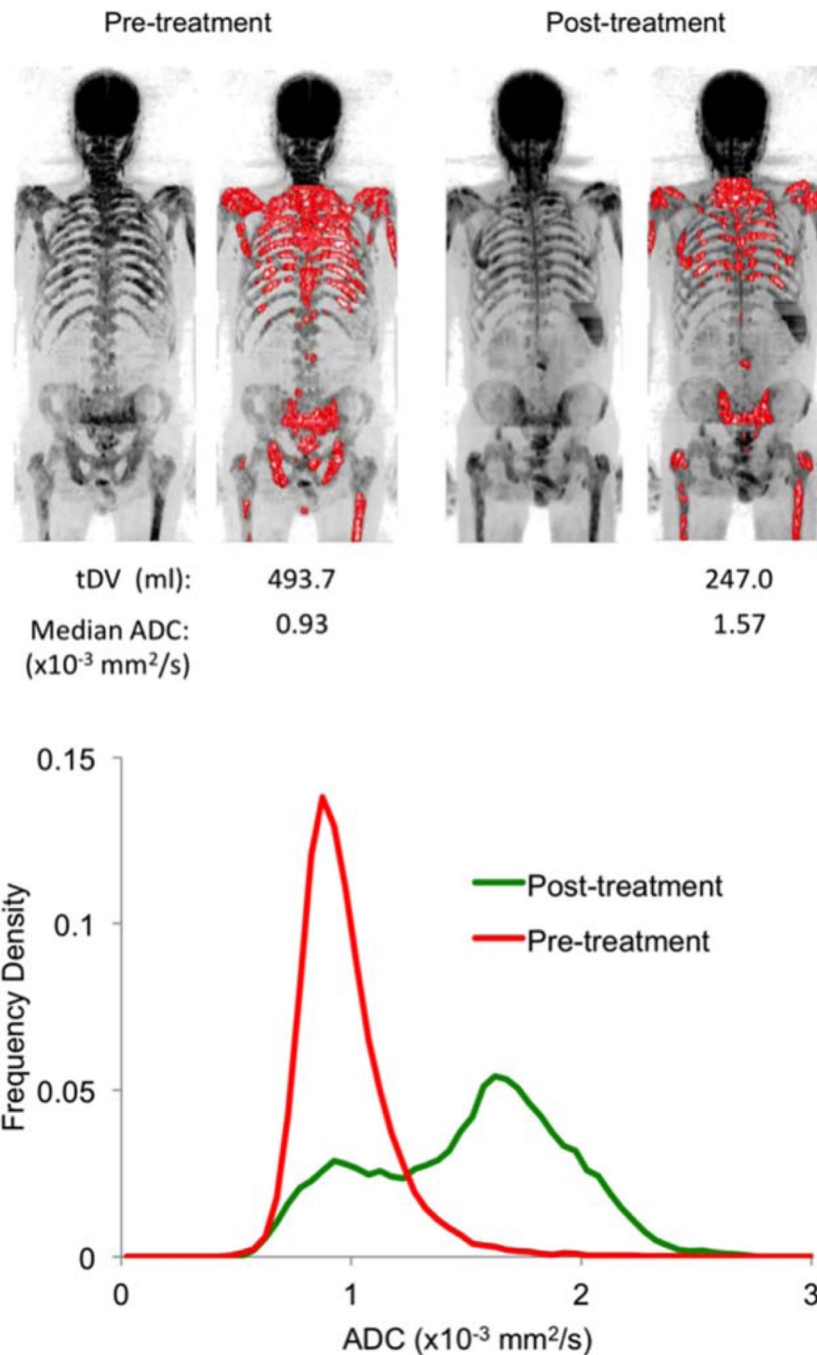 Pre-treatment Post-treatment
tDV (ml): 493.7 247.0
Median ADC: 0.93 1.57
(x10⁻³ mm²/s)
0.15
0.1
0.05
0
Frequency Density
Post-treatment
Pre-treatment
0 1 2 3
ADC (x10⁻³ mm²/s)